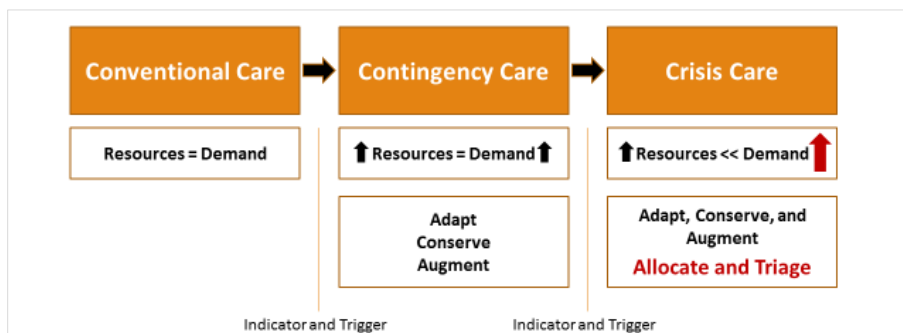 Conventional Care
Contingency Care
Crisis Care
Resources = Demand
Resources = Demand
Resources << Demand
Adapt
Conserve
Augment
Adapt, Conserve, and
Augment
Allocate and Triage
Indicator and Trigger
Indicator and Trigger